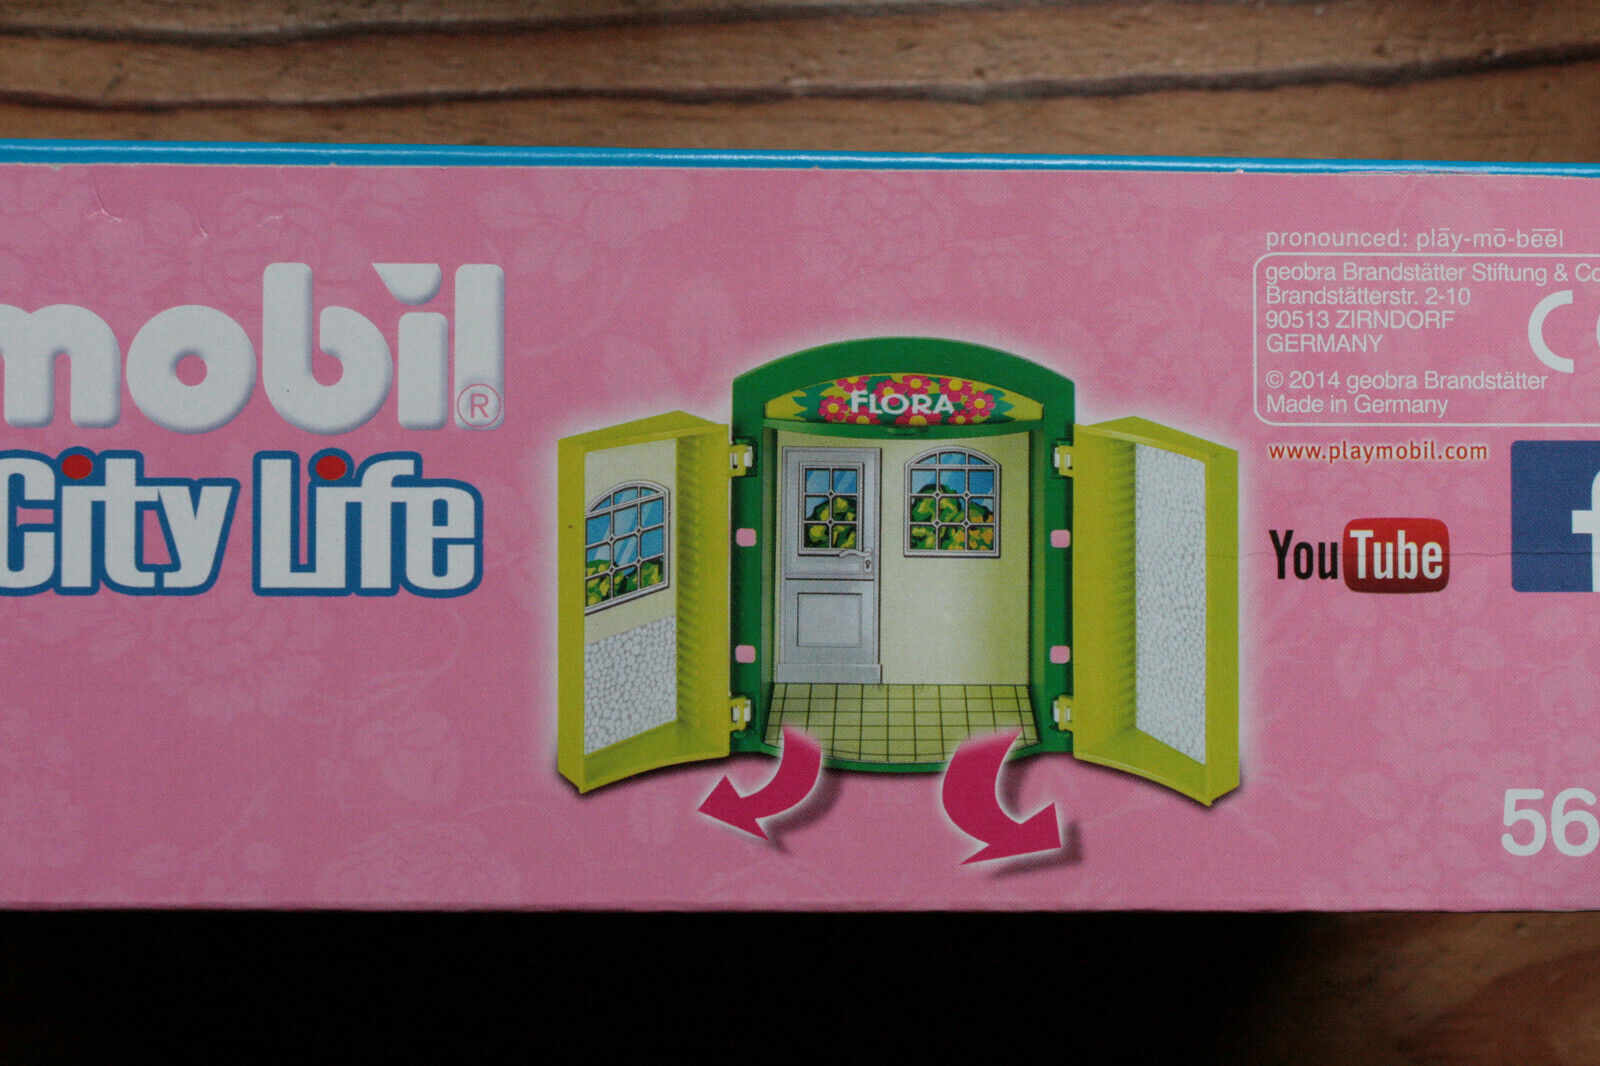 mobil®
City Life
FLORA
pronounced: plāy-mō-bēēl
geobra Brandstätter Stiftung & Co
Brandstätterstr. 2-10
90513 ZIRNDORF
GERMANY
CE
© 2014 geobra Brandstätter
Made in Germany
www.playmobil.com
YouTube
f
56